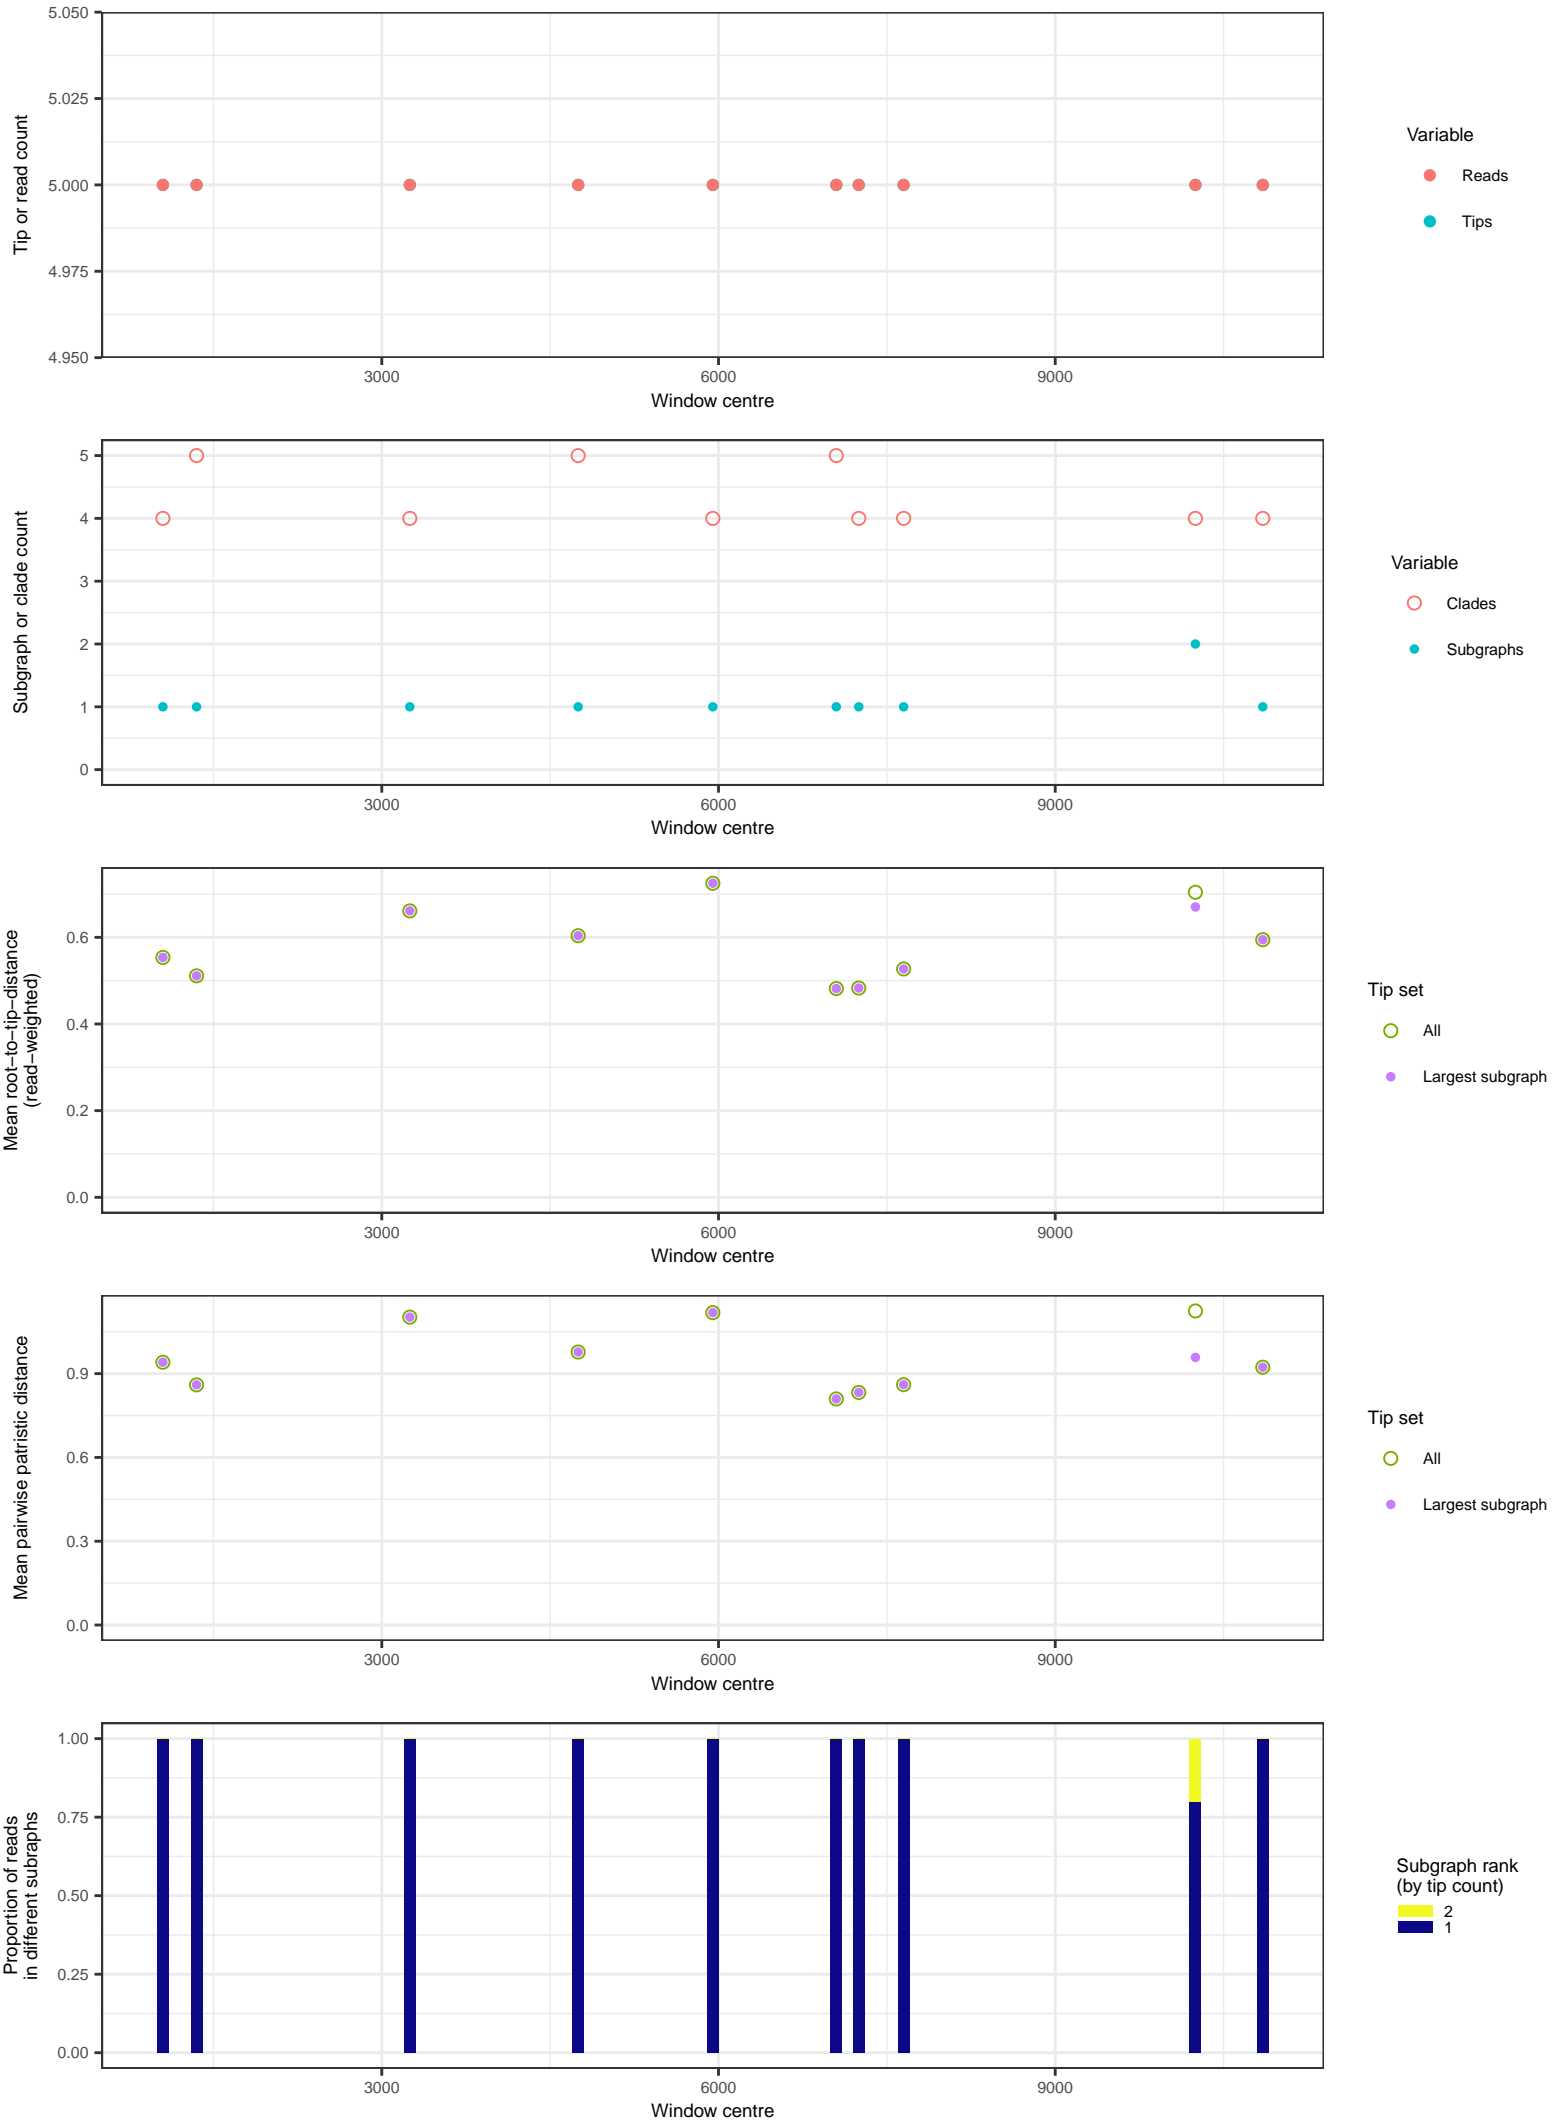 5.050
5.025
5.000
4.975
4.950
Tip or read count
3000
6000
9000
Window centre
Variable
Reads
Tips
5
4
3
2
1
0
Subgraph or clade count
3000
6000
9000
Window centre
Variable
Clades
Subgraphs
0.6
0.4
0.2
0.0
Mean root−to−tip−distance
(read−weighted)
3000
6000
9000
Window centre
Tip set
All
Largest subgraph
0.9
0.6
0.3
0.0
Mean pairwise patristic distance
3000
6000
9000
Window centre
Tip set
All
Largest subgraph
1.00
0.75
0.50
0.25
0.00
Proportion of reads
in different subraphs
3000
6000
9000
Window centre
Subgraph rank
(by tip count)
2
1